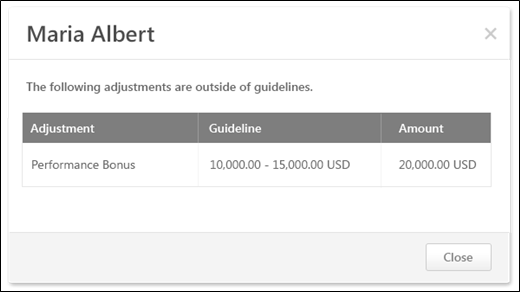 Maria Albert
The following adjustments are outside of guidelines.
Adjustment Guideline Amount
Performance Bonus 10,000.00 - 15,000.00 USD 20,000.00 USD
Close